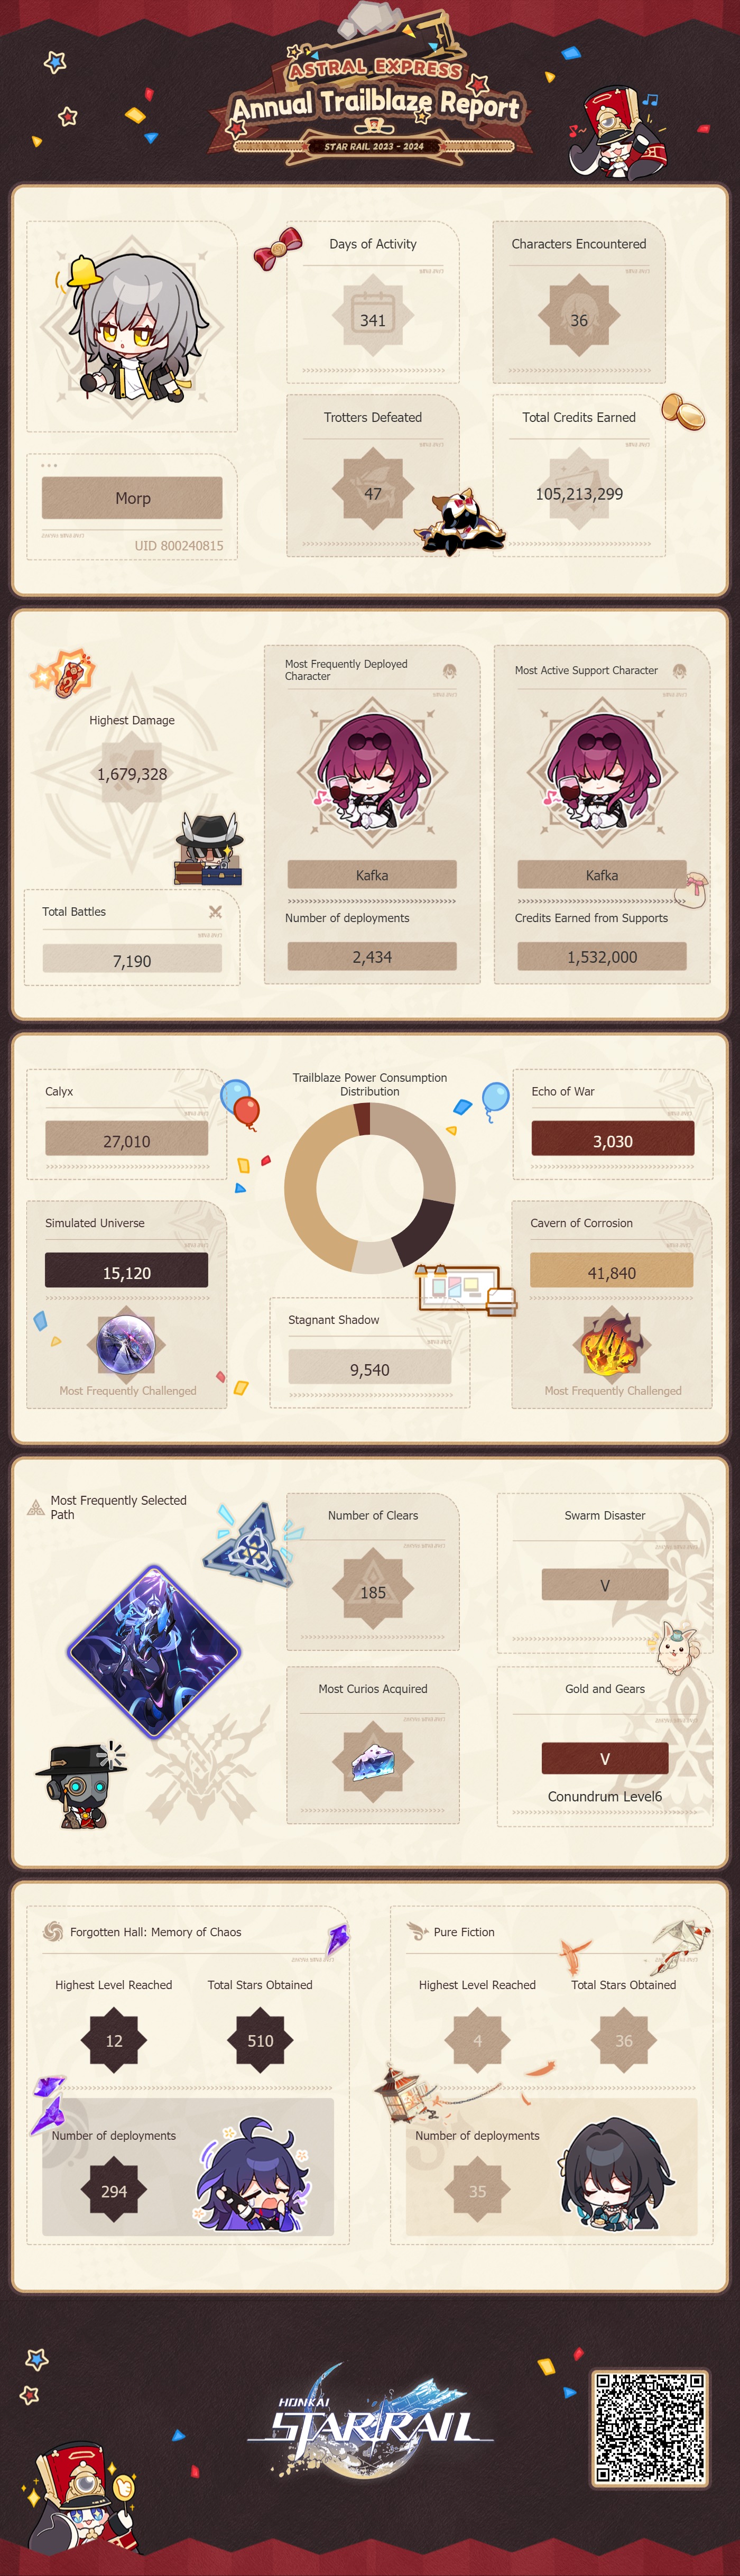 ASTRAL EXPRESS
Annual Trailblaze Report
STAR RAIL 2023 - 2024
Morp
UID 800240815
Days of Activity
341
Characters Encountered
36
Trotters Defeated
47
Total Credits Earned
105,213,299
Highest Damage
1,679,328
Total Battles
7,190
Most Frequently Deployed
Character
Kafka
Number of deployments
2,434
Most Active Support Character
Kafka
Credits Earned from Supports
1,532,000
Calyx
27,010
Trailblaze Power Consumption
Distribution
Echo of War
3,030
Simulated Universe
15,120
Most Frequently Challenged
Stagnant Shadow
9,540
Cavern of Corrosion
41,840
Most Frequently Challenged
Most Frequently Selected
Path
Number of Clears
185
Swarm Disaster
V
Most Curios Acquired
Gold and Gears
V
Conundrum Level6
Forgotten Hall: Memory of Chaos
Highest Level Reached
12
Total Stars Obtained
510
Number of deployments
294
Pure Fiction
Highest Level Reached
4
Total Stars Obtained
36
Number of deployments
35
HONKAI
STAR RAIL